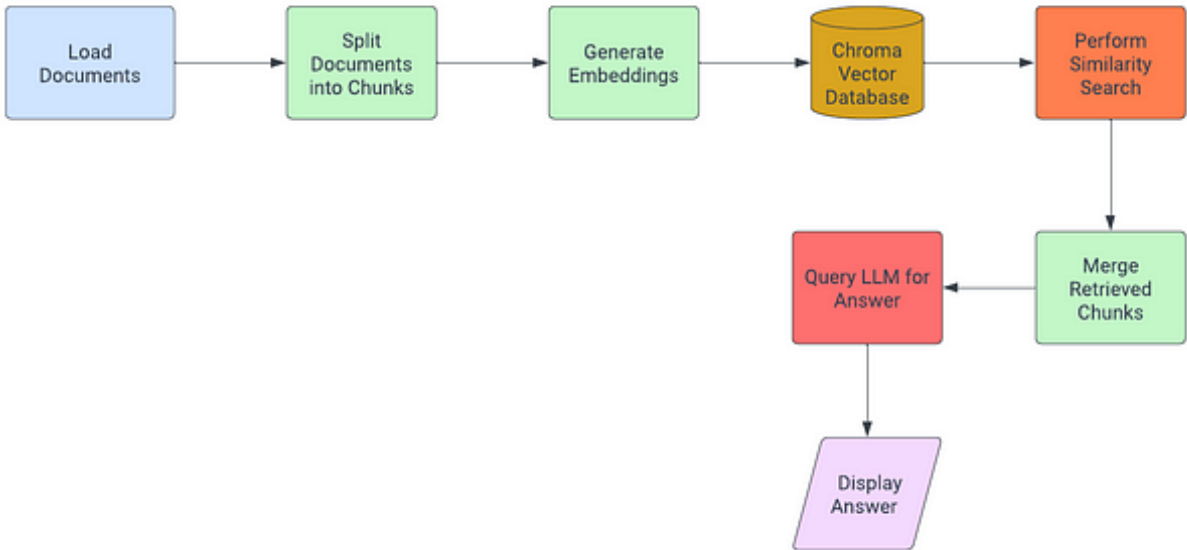 Load
Documents
Split
Documents
into Chunks
Generate
Embeddings
Chroma
Vector
Database
Perform
Similarity
Search
Merge
Retrieved
Chunks
Query LLM for
Answer
Display
Answer